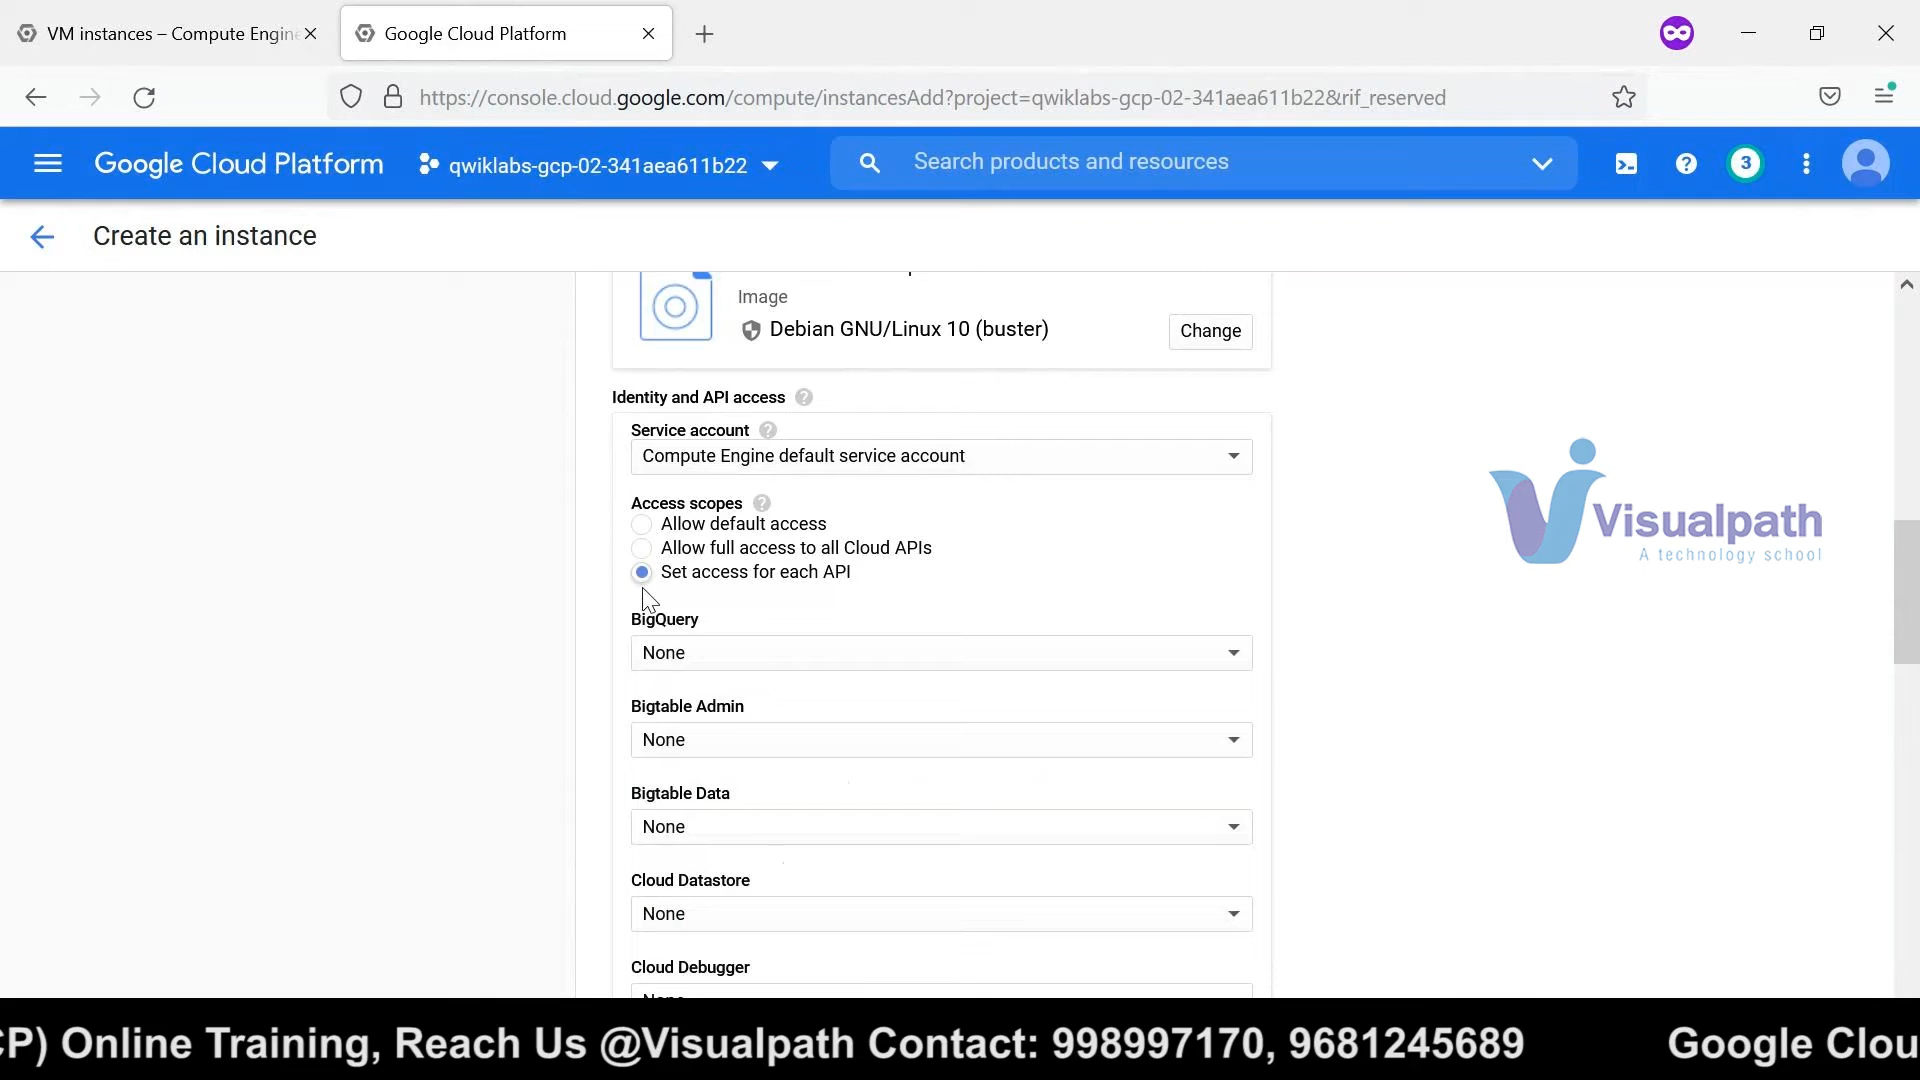 VM instances – Compute Engin
Google Cloud Platform
https://console.cloud.google.com/compute/instancesAdd?project=qwiklabs-gcp-02-341aea611b22&rif_reserved
Google Cloud Platform
qwiklabs-gcp-02-341aea611b22
Search products and resources
3
Create an instance
Image
Debian GNU/Linux 10 (buster)
Change
Identity and API access
Service account
Compute Engine default service account
Access scopes
Allow default access
Allow full access to all Cloud APIs
Set access for each API
BigQuery
None
Bigtable Admin
None
Bigtable Data
None
Cloud Datastore
None
Cloud Debugger
None
Visualpath
A technology school
CP) Online Training, Reach Us @Visualpath Contact: 998997170, 9681245689
Google Clou